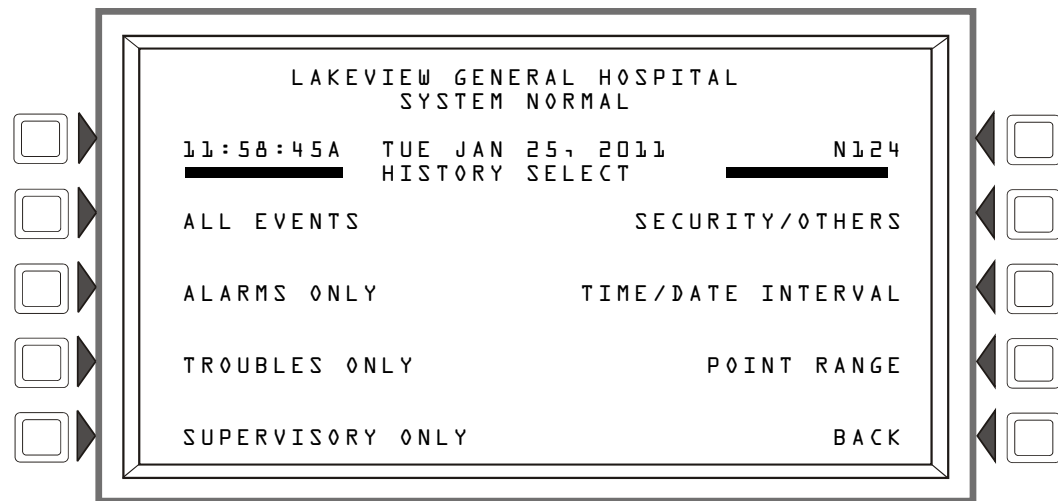 LAKEVIEW GENERAL HOSPITAL
SYSTEM NORMAL
11:58:45A TUE JAN 25, 2011 N124
HISTORY SELECT
ALL EVENTS SECURITY/OTHERS
ALARMS ONLY TIME/DATE INTERVAL
TROUBLES ONLY POINT RANGE
SUPERVISORY ONLY BACK